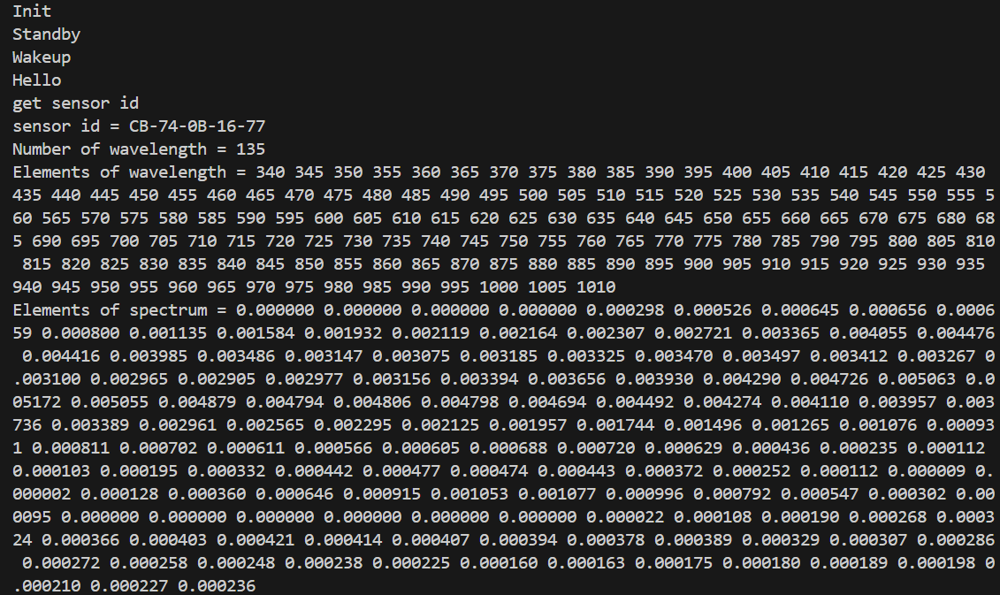 Init
Standby
Wakeup
Hello
get sensor id
sensor id = CB-74-0B-16-77
Number of wavelength = 135
Elements of wavelength = 340 345 350 355 360 365 370 375 380 385 390 395 400 405 410 415 420 425 430
435 440 445 450 455 460 465 470 475 480 485 490 495 500 505 510 515 520 525 530 535 540 545 550 555 5
60 565 570 575 580 585 590 595 600 605 610 615 620 625 630 635 640 645 650 655 660 665 670 675 680 68
5 690 695 700 705 710 715 720 725 730 735 740 745 750 755 760 765 770 775 780 785 790 795 800 805 810
815 820 825 830 835 840 845 850 855 860 865 870 875 880 885 890 895 900 905 910 915 920 925 930 935
940 945 950 955 960 965 970 975 980 985 990 995 1000 1005 1010
Elements of spectrum = 0.000000 0.000000 0.000000 0.000000 0.000298 0.000526 0.000645 0.000656 0.0006
59 0.000800 0.001135 0.001584 0.001932 0.002119 0.002164 0.002307 0.002721 0.003365 0.004055 0.004476
0.004416 0.003985 0.003486 0.003147 0.003075 0.003185 0.003325 0.003470 0.003497 0.003412 0.003267 0
.003100 0.002965 0.002905 0.002977 0.003156 0.003394 0.003656 0.003930 0.004290 0.004726 0.005063 0.0
05172 0.005055 0.004879 0.004794 0.004806 0.004798 0.004694 0.004492 0.004274 0.004110 0.003957 0.003
736 0.003389 0.002961 0.002565 0.002295 0.002125 0.001957 0.001744 0.001496 0.001265 0.001076 0.00093
1 0.000811 0.000702 0.000611 0.000566 0.000605 0.000688 0.000720 0.000629 0.000436 0.000235 0.000112
0.000103 0.000195 0.000332 0.000442 0.000477 0.000474 0.000443 0.000372 0.000252 0.000112 0.000009 0.
000002 0.000128 0.000360 0.000646 0.000915 0.001053 0.001077 0.000996 0.000792 0.000547 0.000302 0.00
0095 0.000000 0.000000 0.000000 0.000000 0.000000 0.000000 0.000022 0.000108 0.000190 0.000268 0.0003
24 0.000366 0.000403 0.000421 0.000414 0.000407 0.000394 0.000378 0.000389 0.000329 0.000307 0.000286
0.000272 0.000258 0.000248 0.000238 0.000225 0.000160 0.000163 0.000175 0.000180 0.000189 0.000198 0
.000210 0.000227 0.000236